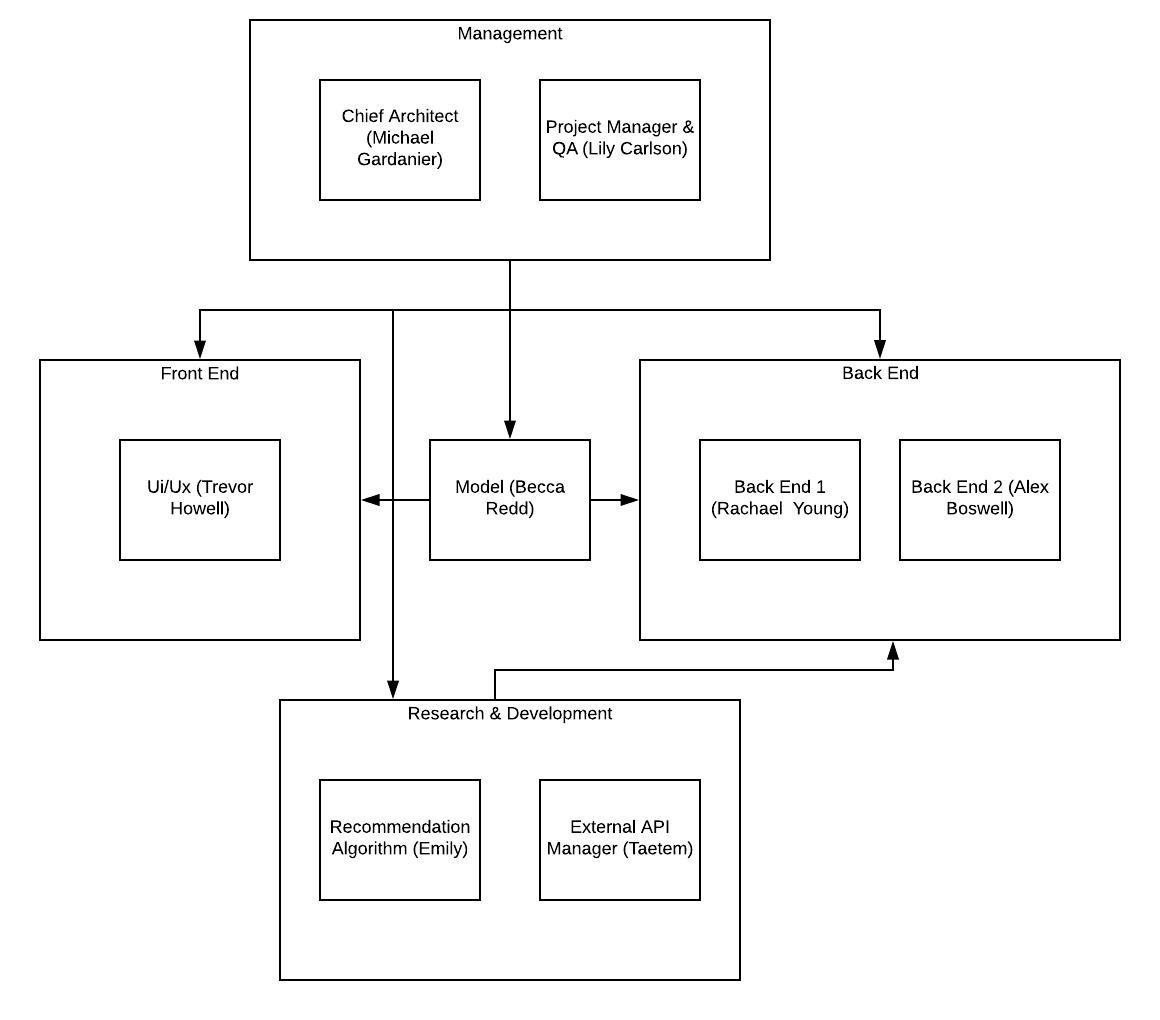 Management
Chief Architect
(Michael
Gardanier)
Project Manager &
QA (Lily Carlson)
Front End
Ui/Ux (Trevor
Howell)
Model (Becca
Redd)
Back End
Back End 1
(Rachael  Young)
Back End 2 (Alex
Boswell)
Research & Development
Recommendation
Algorithm (Emily)
External API
Manager (Taetem)